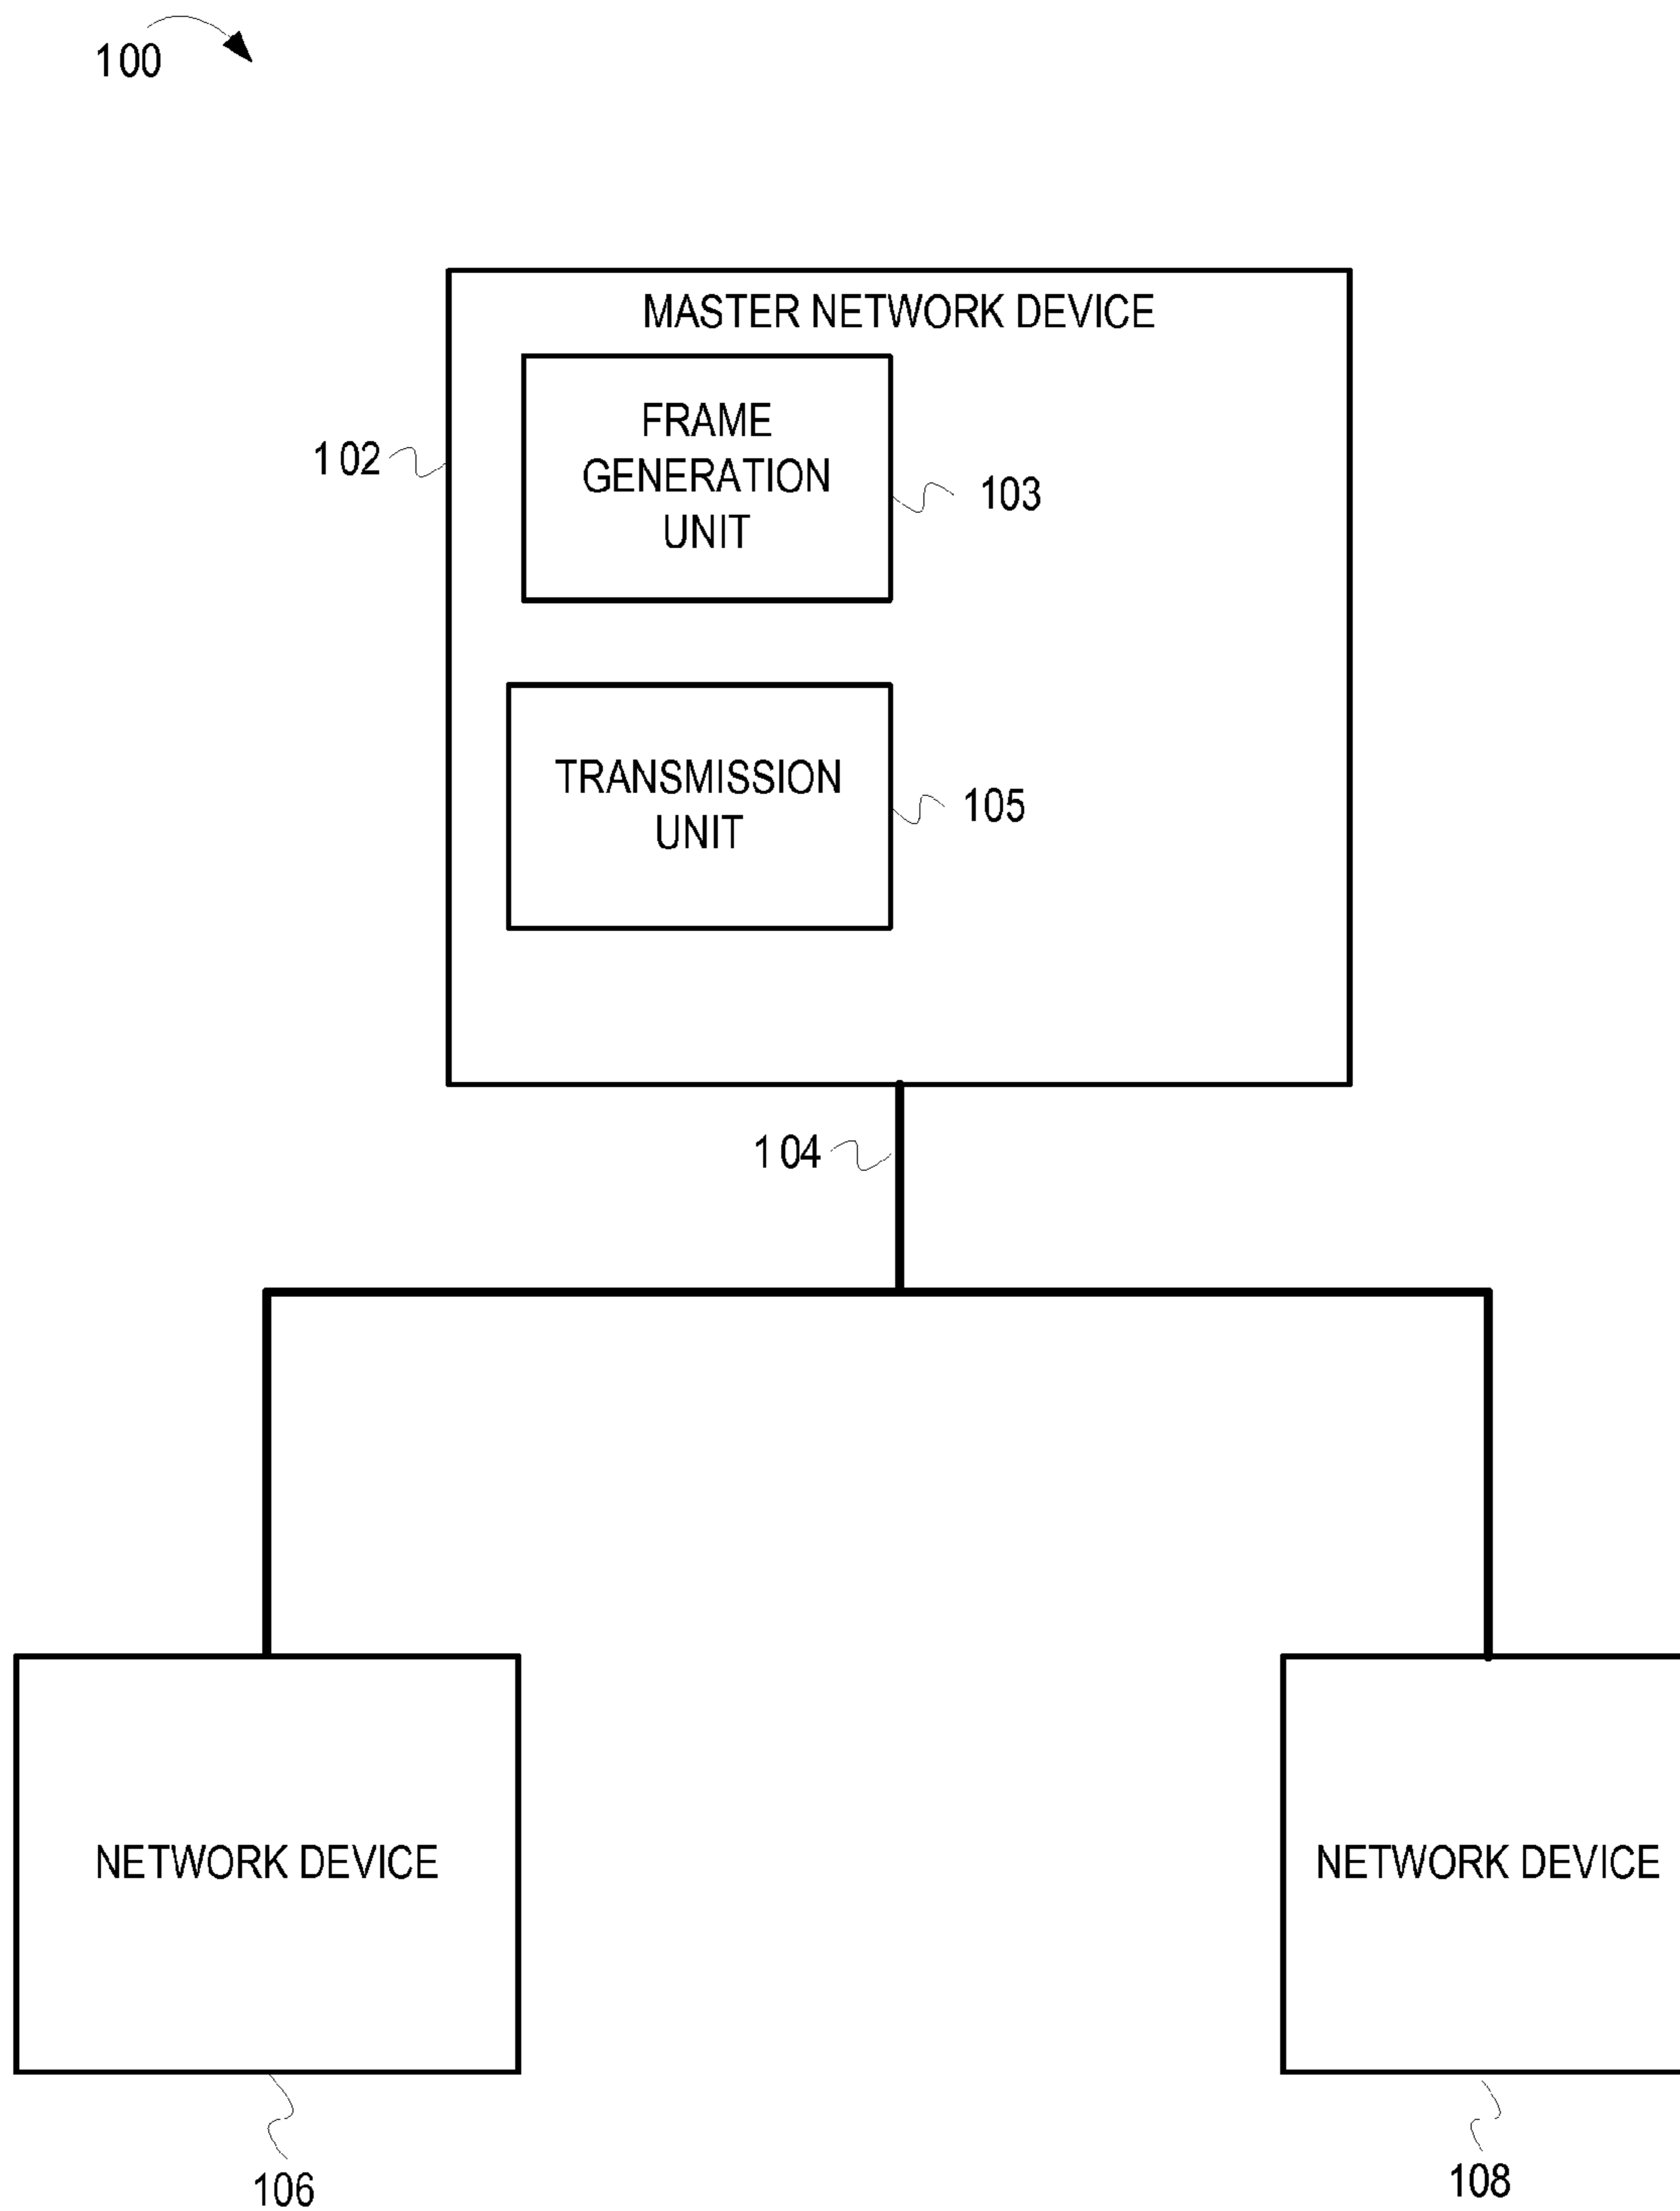 100
MASTER NETWORK DEVICE
FRAME
GENERATION
UNIT
102
103
TRANSMISSION
UNIT
105
104
NETWORK DEVICE
NETWORK DEVICE
106
108